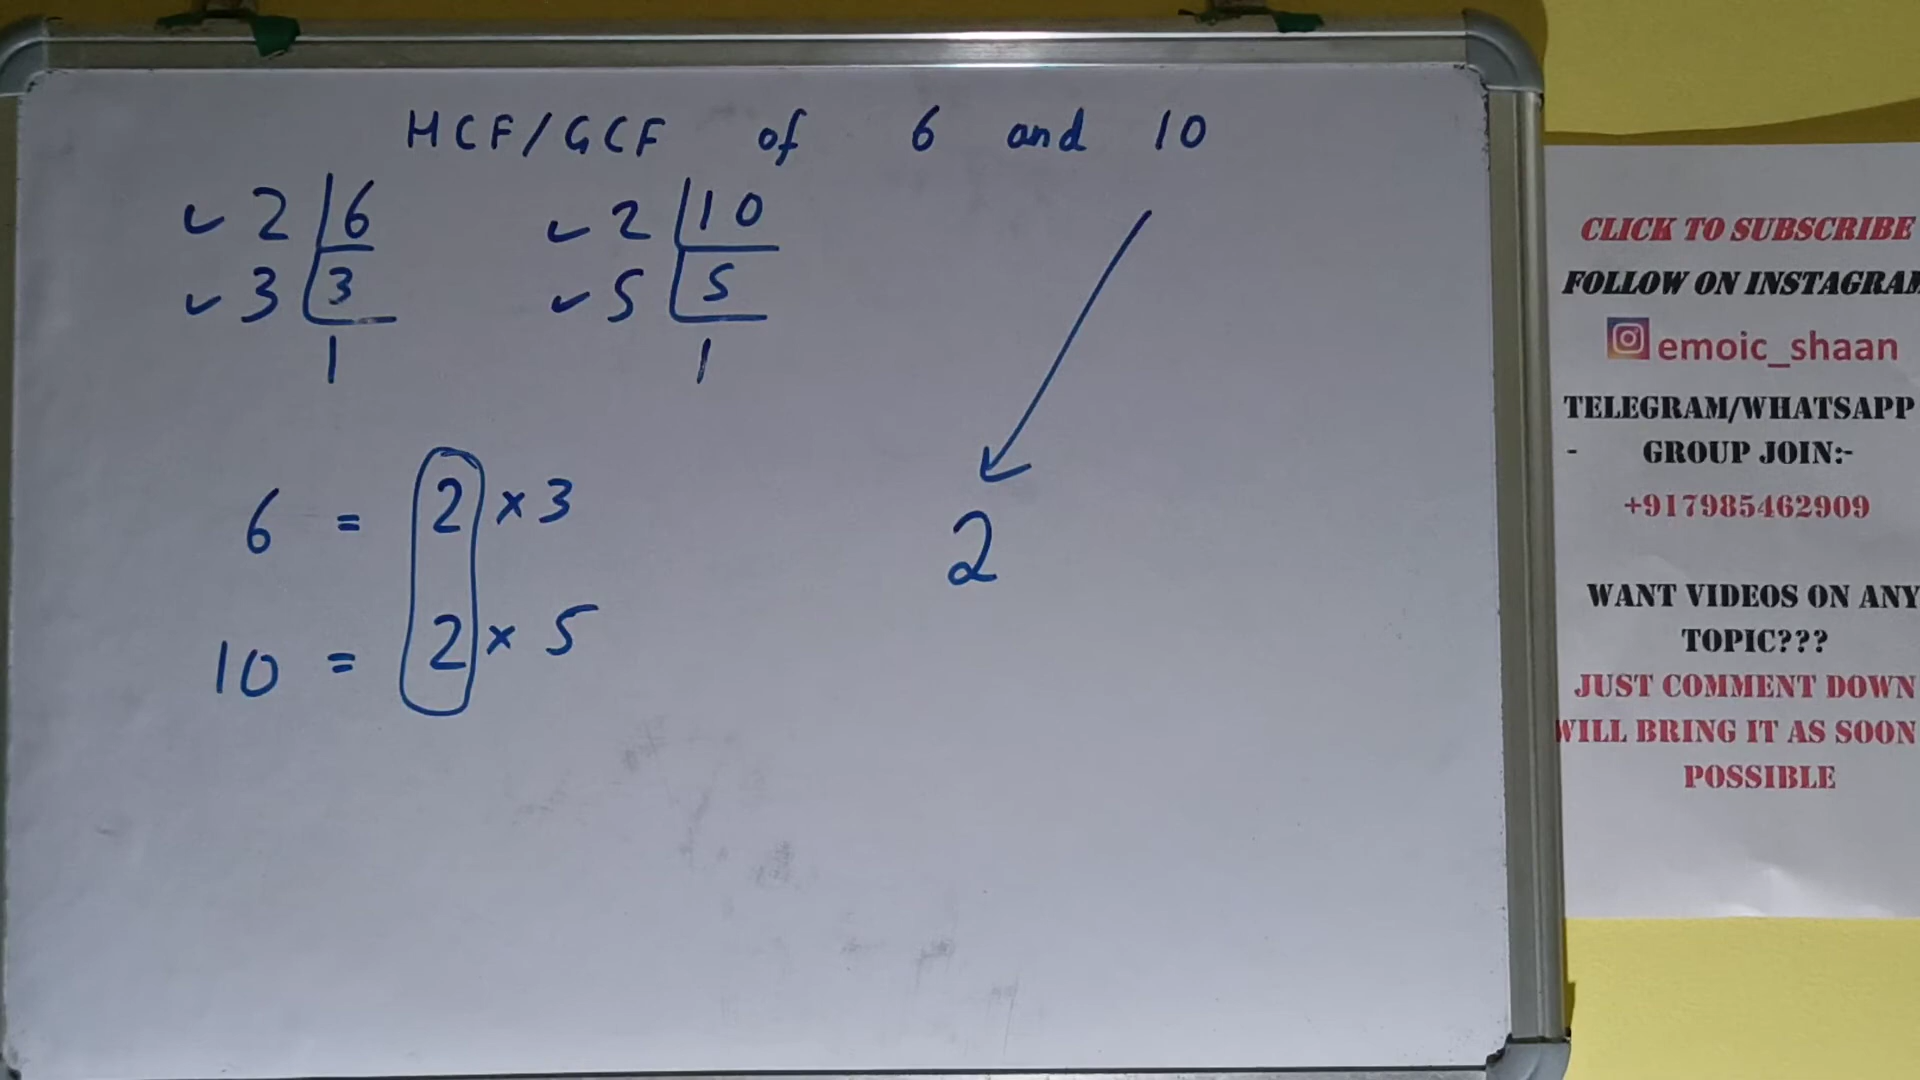 HCF/GCF of 6 and 10
✓ 2 | 6
✓ 3 | 3
1
✓ 2 | 10
✓ 5 | 5
1
6 = 2 × 3
10 = 2 × 5
2
CLICK TO SUBSCRIBE
FOLLOW ON INSTAGRAM
emoic_shaan
TELEGRAM/WHATSAPP
- GROUP JOIN:-
+917985462909
WANT VIDEOS ON ANY
TOPIC???
JUST COMMENT DOWN
WILL BRING IT AS SOON
POSSIBLE